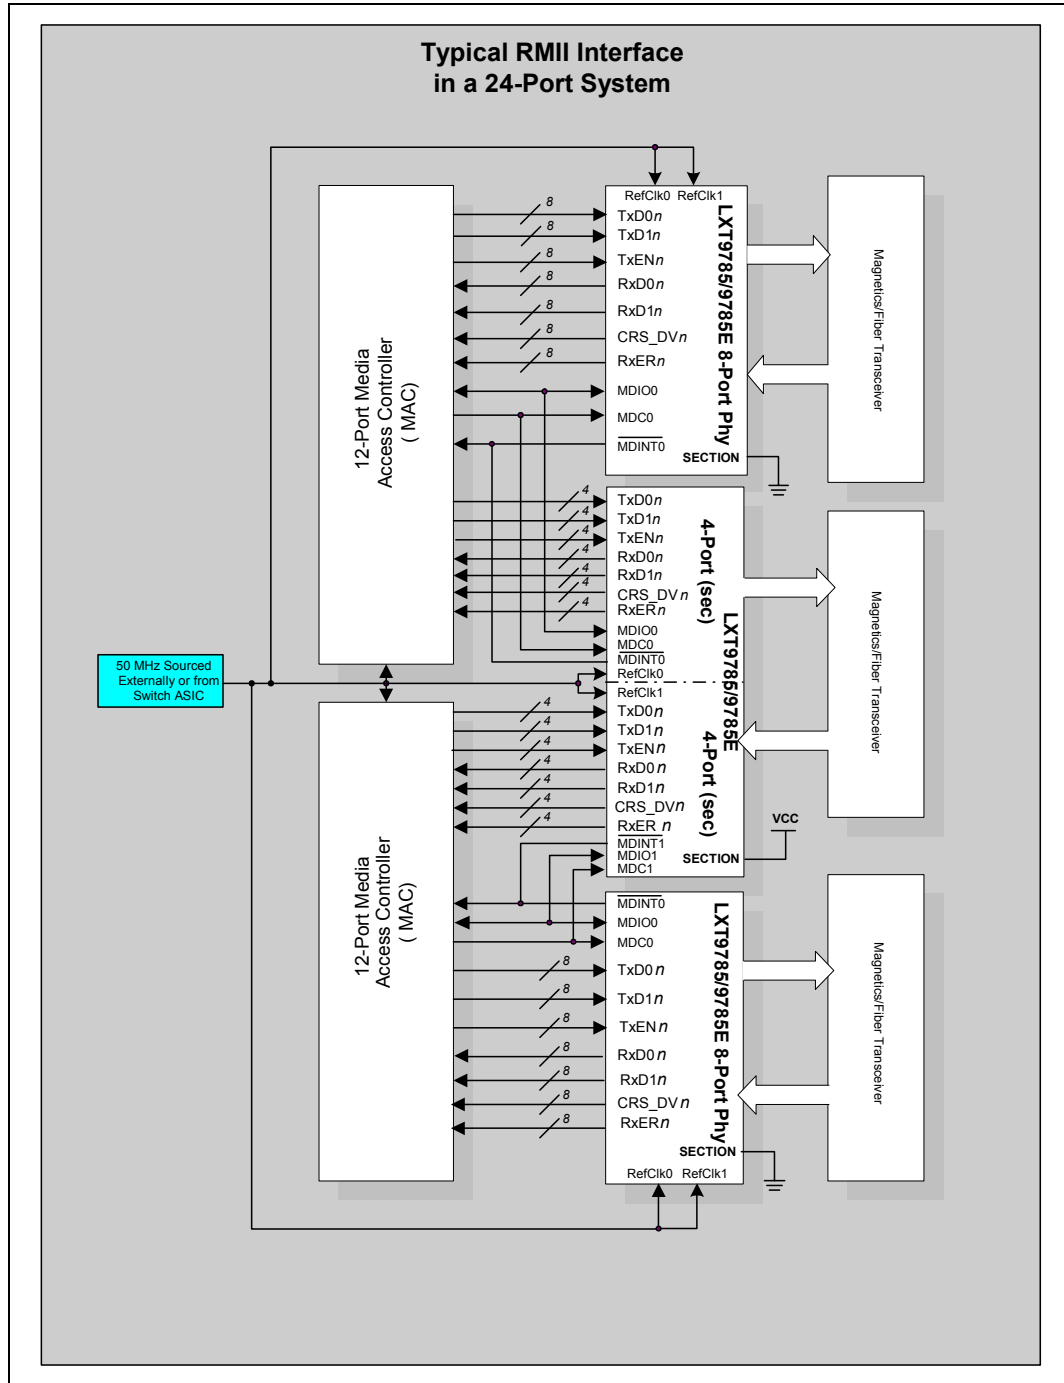 Typical RMII Interface
in a 24-Port System
RefClk0 RefClk1
8
TxD0n
8
TxD1n
8
TxENn
8
RxD0n
8
RxD1n
8
CRS_DVn
8
RxERn
MDIO0
MDC0
MDINT0
SECTION
LXT9785/9785E 8-Port Phy
Magnetics/Fiber Transceiver
12-Port Media
Access Controller
( MAC)
4
TxD0n
4
TxD1n
4
TxENn
4
RxD0n
4
RxD1n
4
CRS_DVn
4
RxERn
MDIO0
MDC0
MDINT0
RefClk0
4-Port (sec)
LXT9785/9785E
Magnetics/Fiber Transceiver
50 MHz Sourced
Externally or from
Switch ASIC
RefClk1
4
TxD0n
4
TxD1n
4
TxENn
4
RxD0n
4
RxD1n
4
CRS_DVn
4
RxER n
MDINT1
MDIO1
MDC1
4-Port (sec)
SECTION
VCC
12-Port Media
Access Controller
( MAC)
MDINT0
MDIO0
MDC0
8
TxD0n
8
TxD1n
8
TxENn
8
RxD0n
8
RxD1n
8
CRS_DVn
8
RxERn
LXT9785/9785E 8-Port Phy
SECTION
RefClk0 RefClk1
Magnetics/Fiber Transceiver